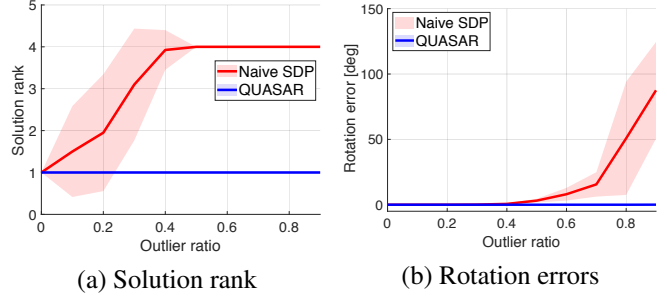 5
4
3
2
1
0
Solution rank
Naive SDP
QUASAR
0
0.2
0.4
0.6
0.8
Outlier ratio
(a) Solution rank
150
100
50
0
Rotation error [deg]
Naive SDP
QUASAR
0
0.2
0.4
0.6
0.8
Outlier ratio
(b) Rotation errors